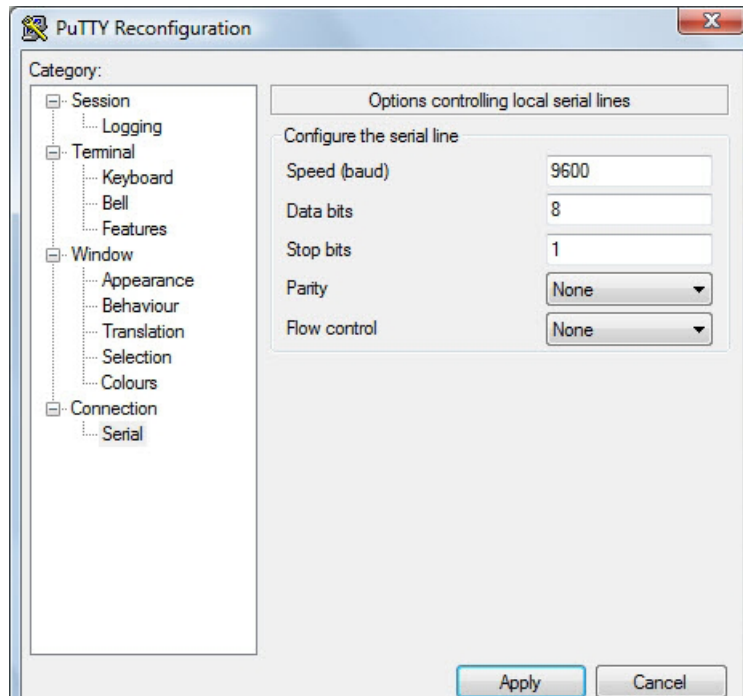 PuTTY Reconfiguration
Category:
Session
Logging
Terminal
Keyboard
Bell
Features
Window
Appearance
Behaviour
Translation
Selection
Colours
Connection
Serial
Options controlling local serial lines
Configure the serial line
Speed (baud) 9600
Data bits 8
Stop bits 1
Parity None
Flow control None
Apply Cancel